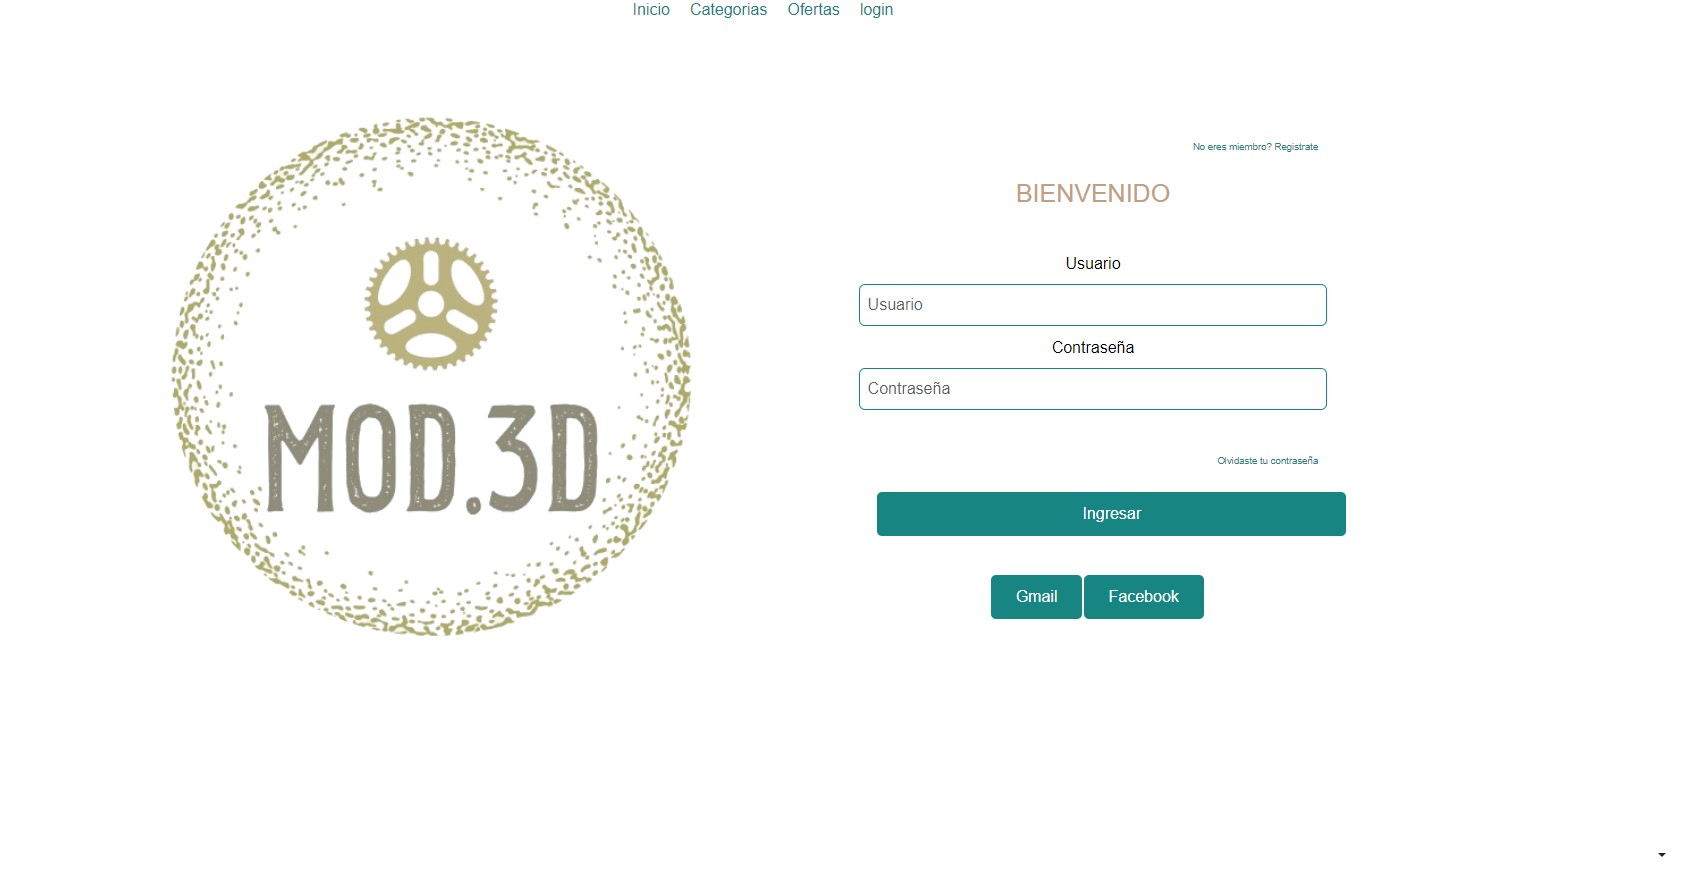 Inicio Categorias Ofertas login
MOD.3D
No eres miembro? Registrate
BIENVENIDO
Usuario
Usuario
Contraseña
Contraseña
Olvidaste tu contraseña
Ingresar
Gmail Facebook